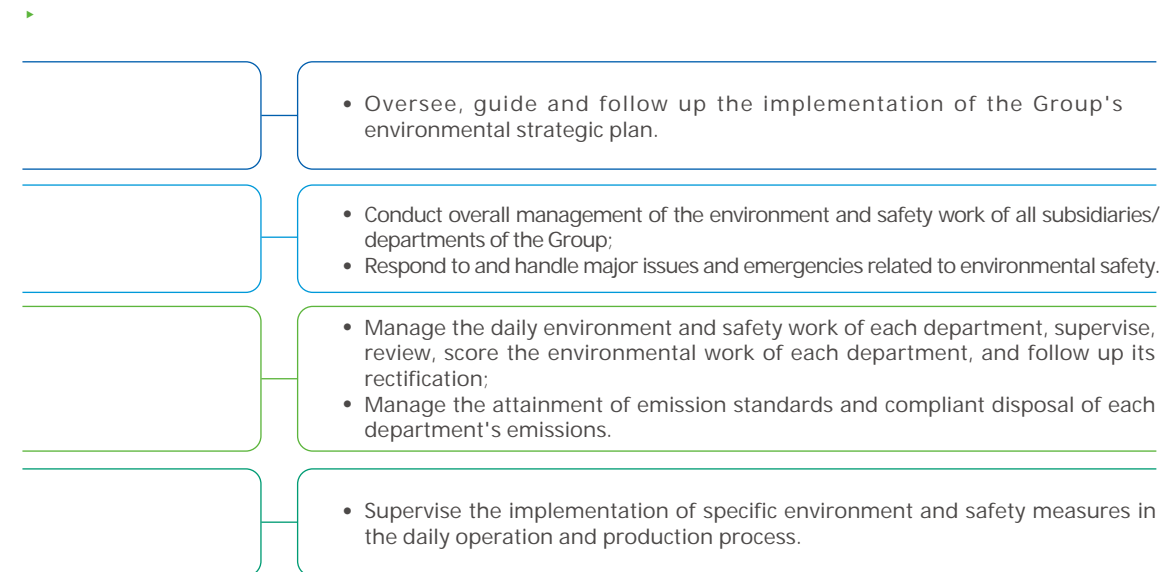 • Oversee, guide and follow up the implementation of the Group's
environmental strategic plan.
• Conduct overall management of the environment and safety work of all subsidiaries/
departments of the Group;
• Respond to and handle major issues and emergencies related to environmental safety.
• Manage the daily environment and safety work of each department, supervise,
review, score the environmental work of each department, and follow up its
rectification;
• Manage the attainment of emission standards and compliant disposal of each
department's emissions.
• Supervise the implementation of specific environment and safety measures in
the daily operation and production process.